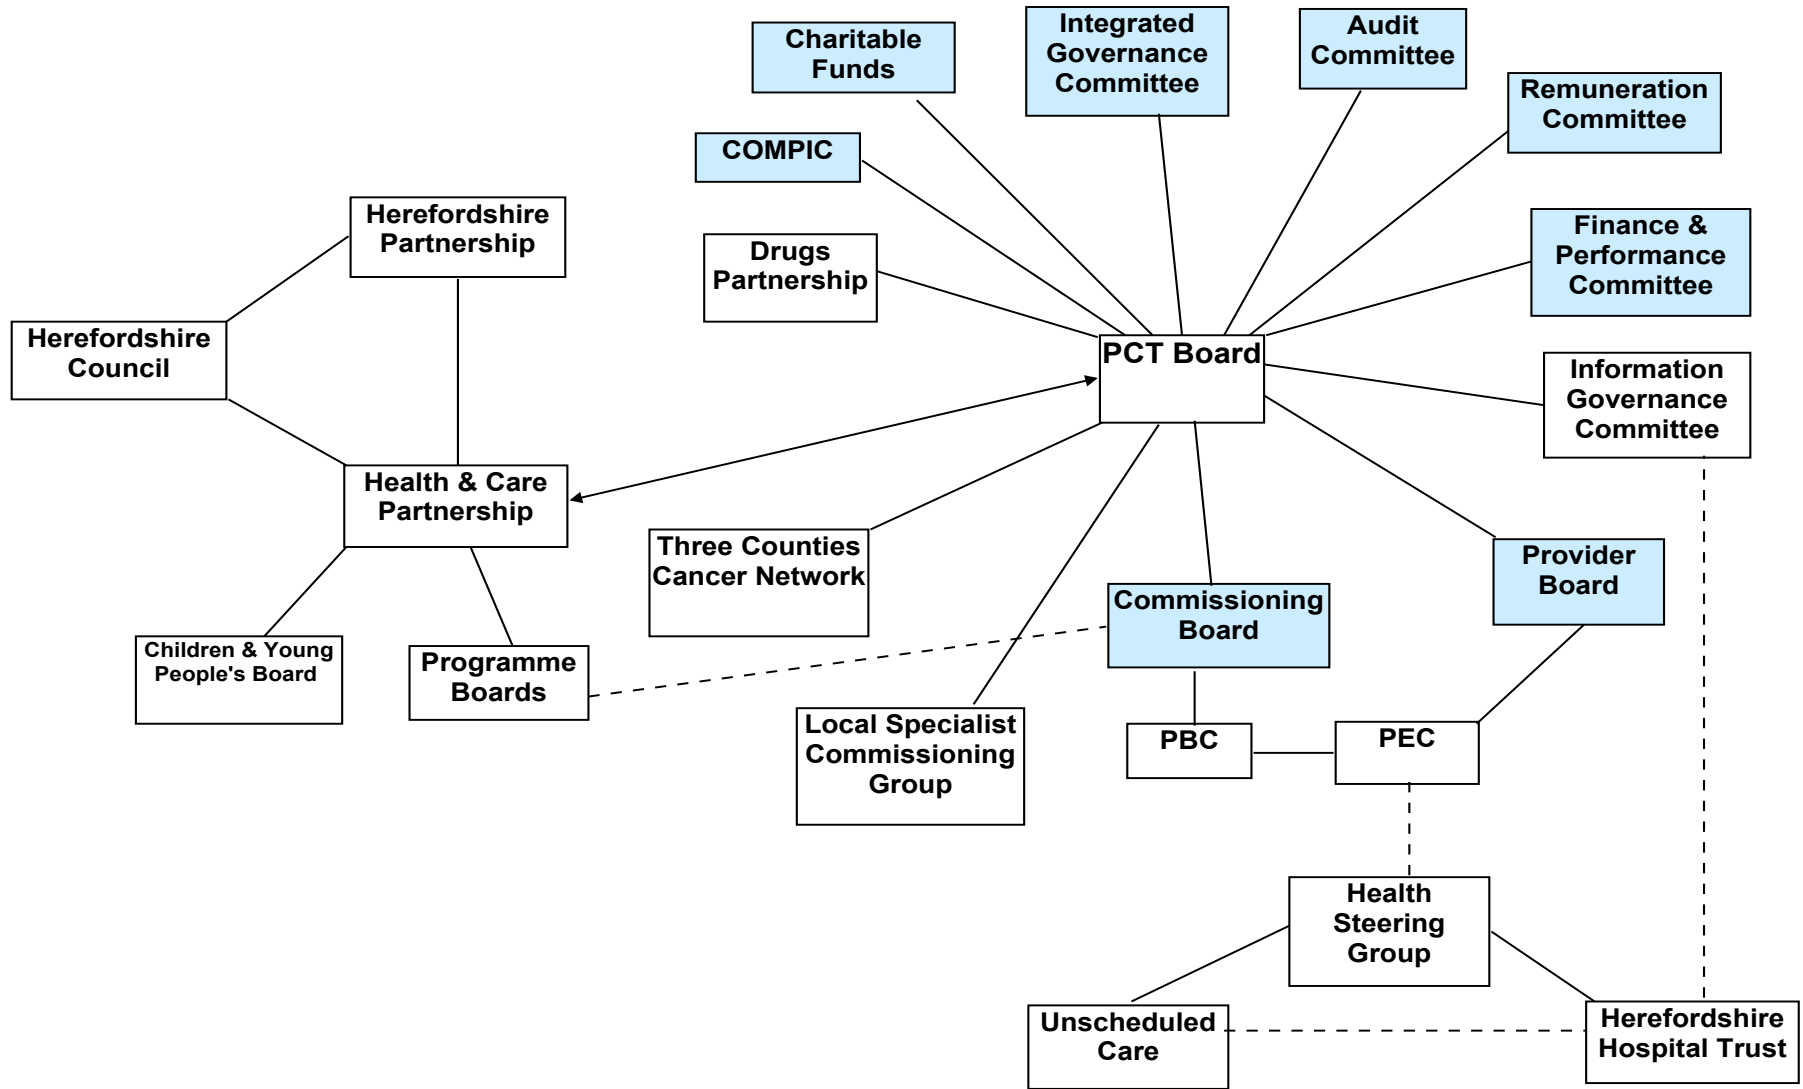 Charitable
Funds
Integrated
Governance
Committee
Audit
Committee
Remuneration
Committee
COMPIC
Herefordshire
Partnership
Drugs
Partnership
Finance &
Performance
Committee
Herefordshire
Council
PCT Board
Information
Governance
Committee
Health & Care
Partnership
Three Counties
Cancer Network
Provider
Board
Commissioning
Board
Children & Young
People's Board
Programme
Boards
Local Specialist
Commissioning
Group
PBC
PEC
Health
Steering
Group
Unscheduled
Care
Herefordshire
Hospital Trust